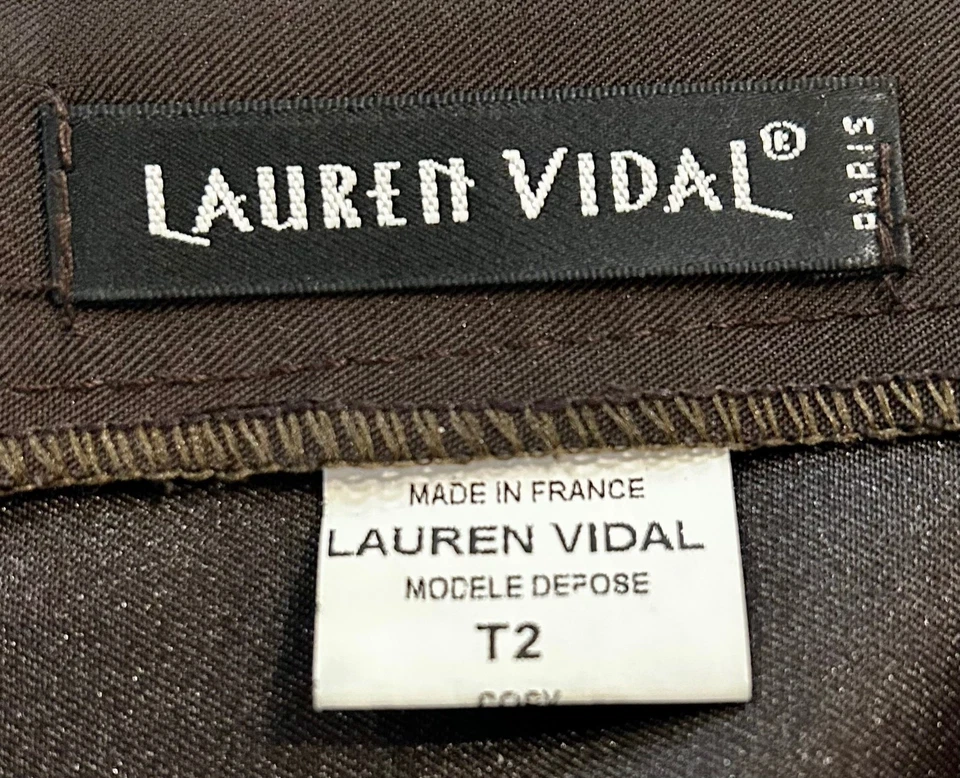 LAUREN VIDAL®
PARIS
MADE IN FRANCE
LAUREN VIDAL
MODELE DEPOSE
T2